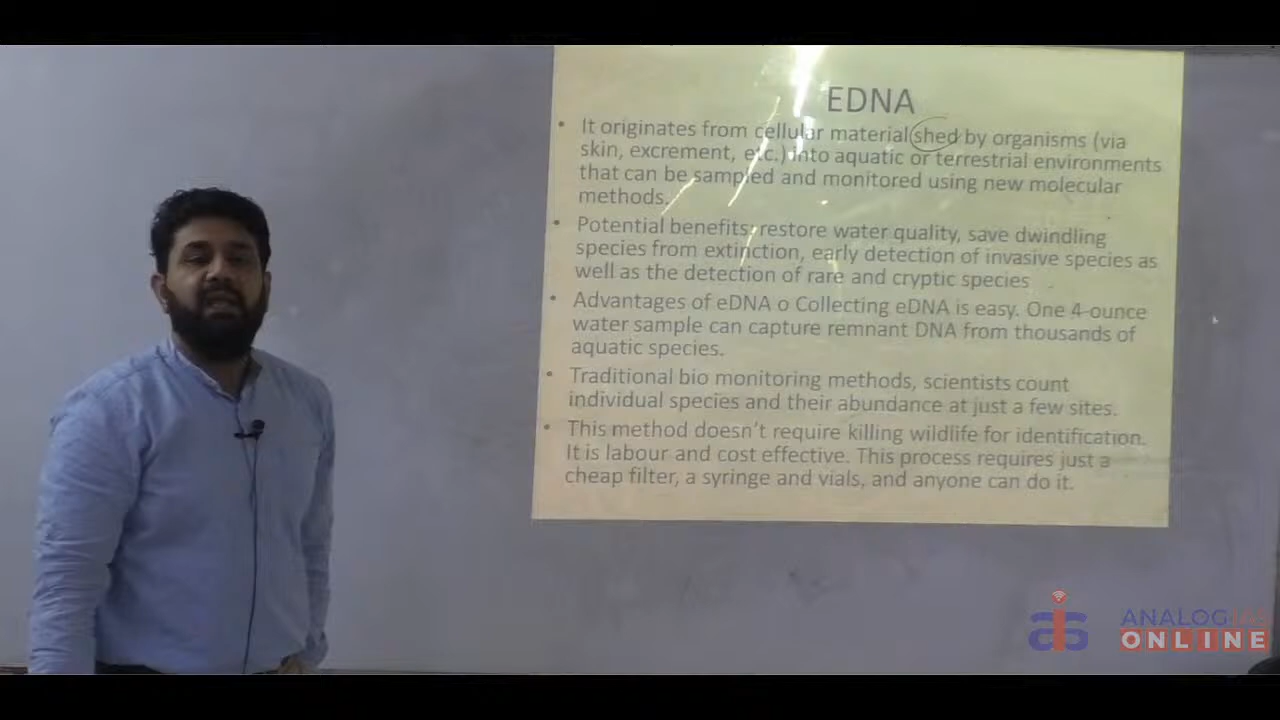 EDNA
• It originates from cellular material shed by organisms (via
skin, excrement, etc.) into aquatic or terrestrial environments
that can be sampled and monitored using new molecular
methods.
• Potential benefits: restore water quality, save dwindling
species from extinction, early detection of invasive species as
well as the detection of rare and cryptic species
• Advantages of eDNA o Collecting eDNA is easy. One 4-ounce
water sample can capture remnant DNA from thousands of
aquatic species.
• Traditional bio monitoring methods, scientists count
individual species and their abundance at just a few sites.
• This method doesn't require killing wildlife for identification.
It is labour and cost effective. This process requires just a
cheap filter, a syringe and vials, and anyone can do it.
ANALOG IAS
ONLINE